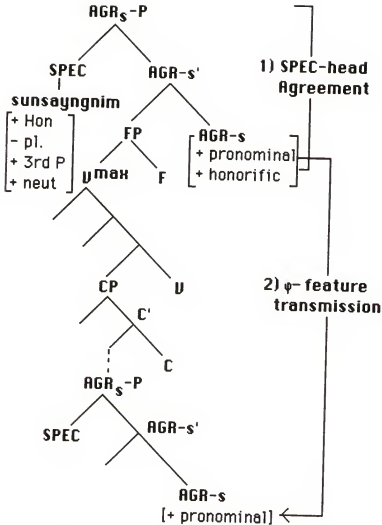 AGRs-P
SPEC
AGR-s'
1) SPEC-head
Agreement
sunsayngnim
+ Hon
- pl.
+ 3rd P
+ neut
FP
AGR-s
+ pronominal
+ honorific
Vmax
F
CP
V
2) φ-feature
transmission
C'
C
AGRs-P
SPEC
AGR-s'
AGR-s
[+ pronominal]